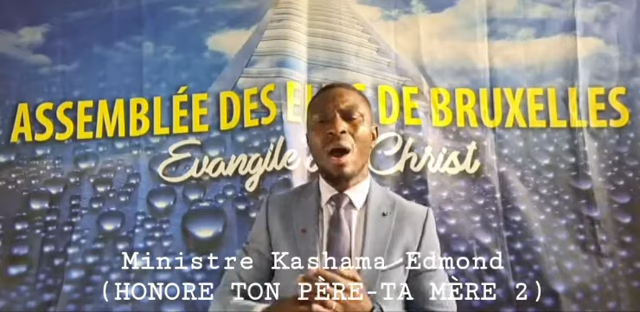 ASSEMBLÉE DES DE BRUXELLES
Evangile Christ
Ministre Kashama Edmond
(HONORE TON PÈRE-TA MÈRE 2)